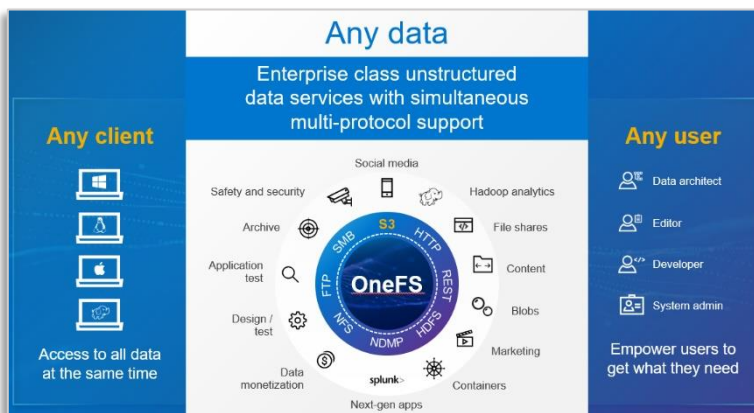 Any data
Enterprise class unstructured
data services with simultaneous
multi-protocol support
Any client
Access to all data
at the same time
Social media
Safety and security
Hadoop analytics
Archive
File shares
Application
test
Content
Design /
test
Blobs
Data
monetization
Marketing
splunk>
Containers
Next-gen apps
S3
HTTP
REST
HDFS
NDMP
NFS
FTP
SMB
OneFS
Any user
Data architect
Editor
Developer
System admin
Empower users to
get what they need